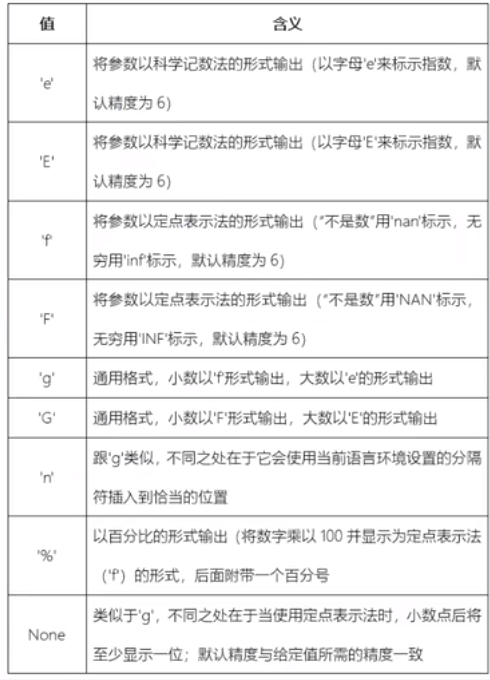 值 含义
'e' 将参数以科学记数法的形式输出（以字母'e'来标示指数，默
认精度为 6）
'E' 将参数以科学记数法的形式输出（以字母'E'来标示指数，默
认精度为 6）
'f' 将参数以定点表示法的形式输出（“不是数”用'nan'标示，无
穷用'inf'标示，默认精度为 6）
'F' 将参数以定点表示法的形式输出（“不是数”用'NAN'标示，
无穷用'INF'标示，默认精度为 6）
'g' 通用格式，小数以'f'形式输出，大数以'e'的形式输出
'G' 通用格式，小数以'F'形式输出，大数以'E'的形式输出
'n' 跟'g'类似，不同之处在于它会使用当前语言环境设置的分隔
符插入到恰当的位置
'%' 以百分比的形式输出（将数字乘以 100 并显示为定点表示法
（'f'）的形式，后面附带一个百分号
None 类似于'g'，不同之处在于当使用定点表示法时，小数点后将
至少显示一位；默认精度与给定值所需的精度一致